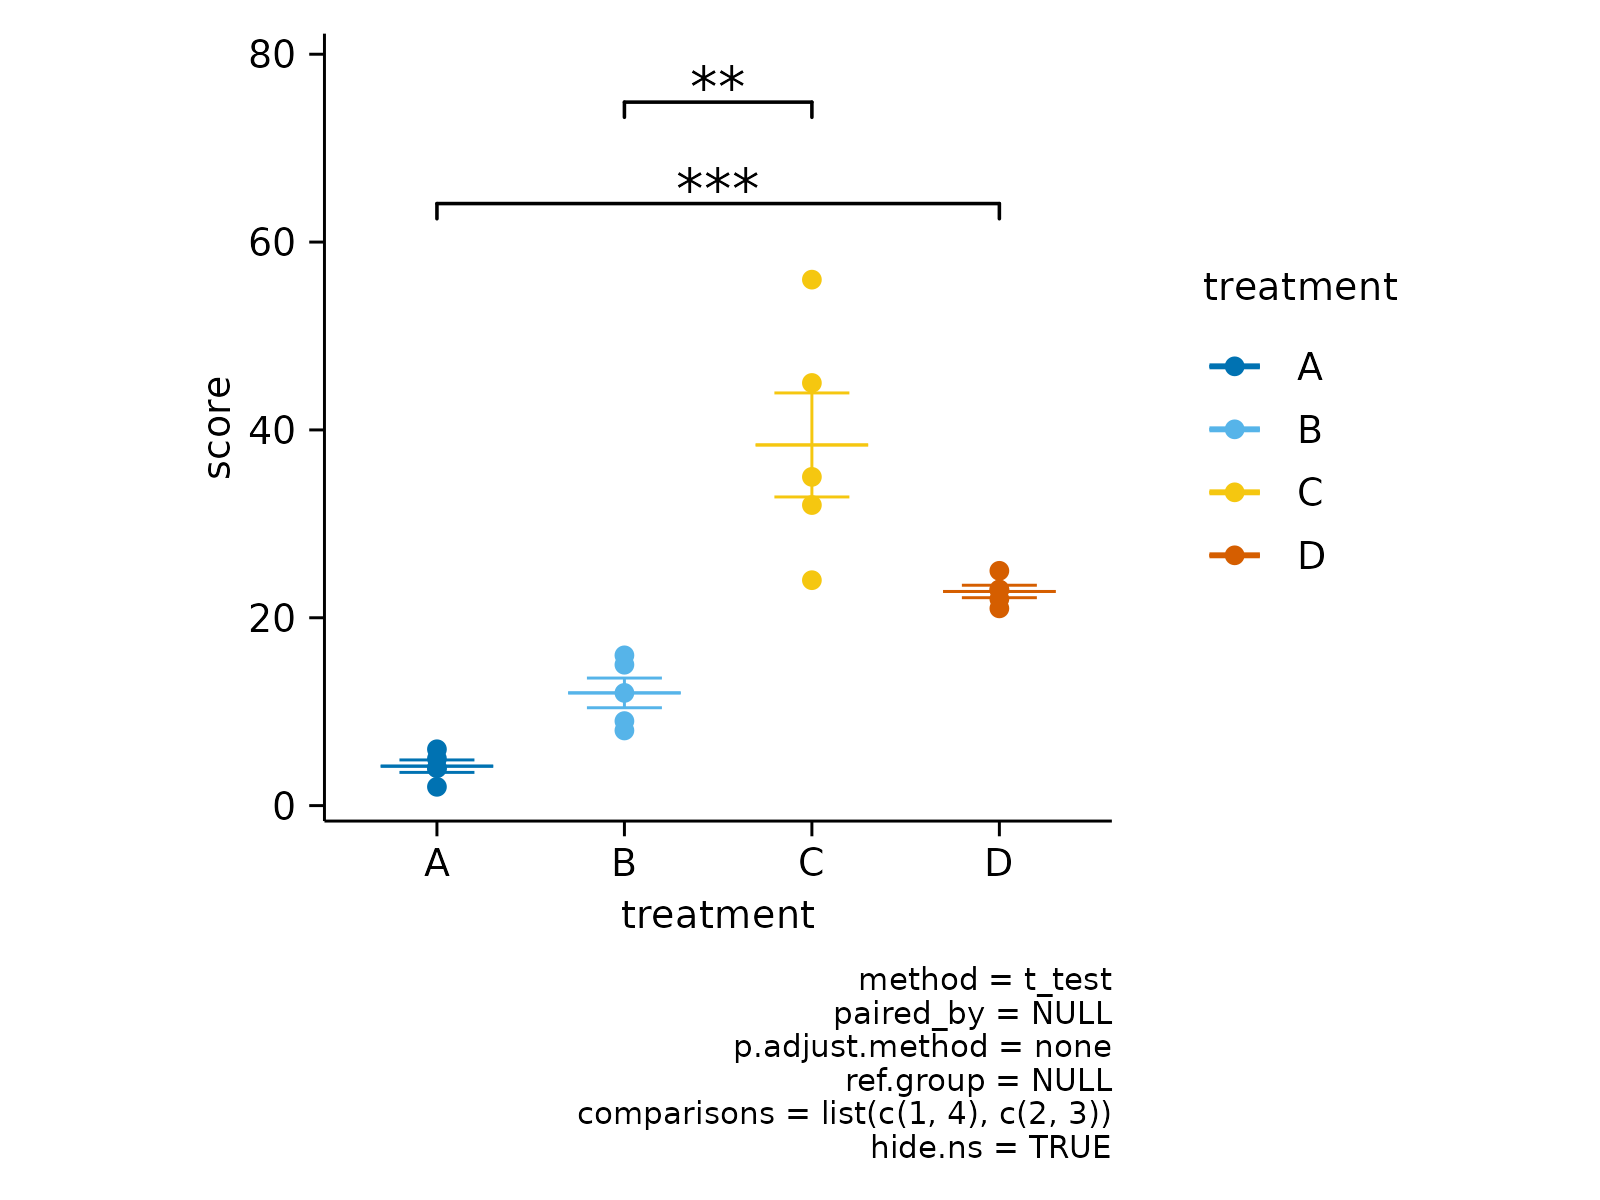 80
**
***
60
treatment
A
score
40
B
C
D
20
0
A B C D
treatment
method = t_test
paired_by = NULL
p.adjust.method = none
ref.group = NULL
comparisons = list(c(1, 4), c(2, 3))
hide.ns = TRUE